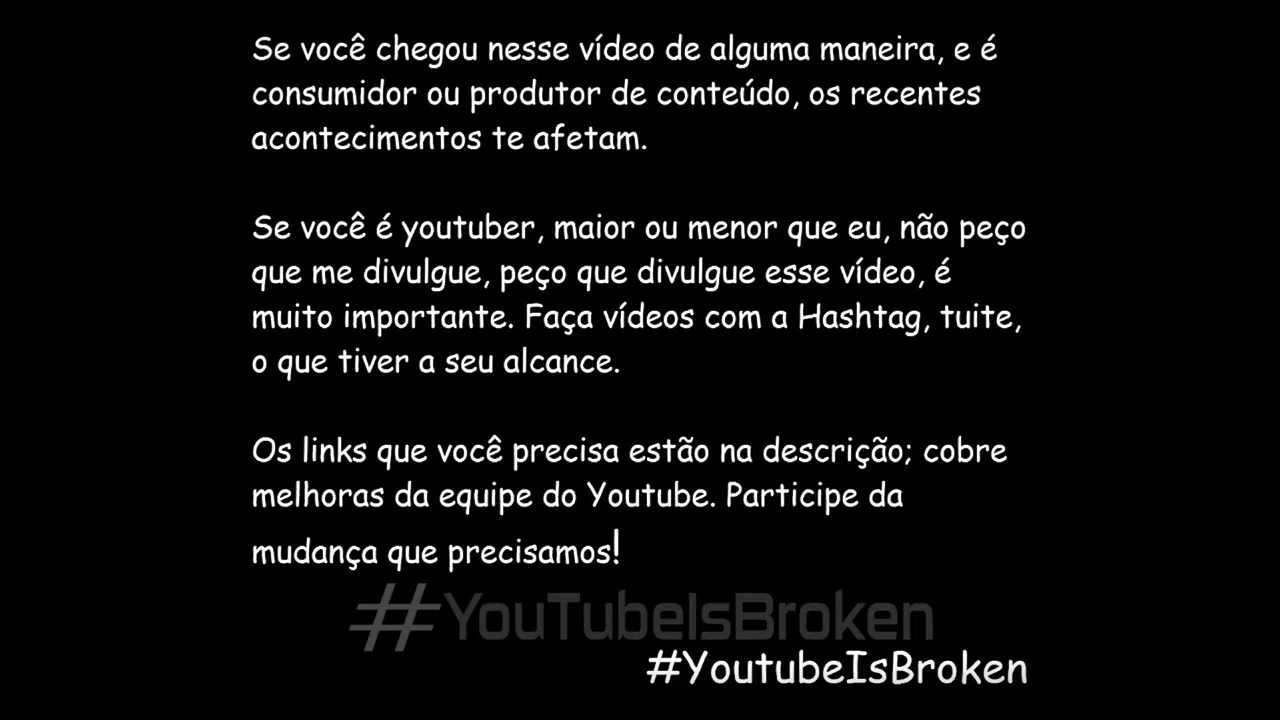 Se você chegou nesse vídeo de alguma maneira, e é
consumidor ou produtor de conteúdo, os recentes
acontecimentos te afetam.
Se você é youtuber, maior ou menor que eu, não peço
que me divulgue, peço que divulgue esse vídeo, é
muito importante. Faça vídeos com a Hashtag, tuite,
o que tiver a seu alcance.
Os links que você precisa estão na descrição; cobre
melhoras da equipe do Youtube. Participe da
mudança que precisamos!
#YouTubeIsBroken
#YoutubeIsBroken